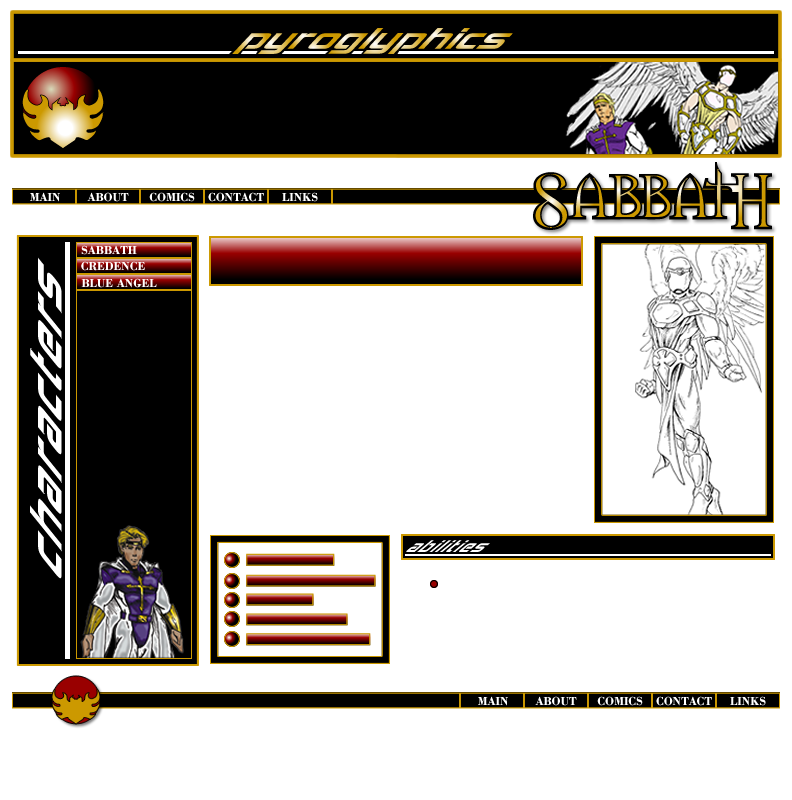 pyroglyphics
MAIN ABOUT COMICS CONTACT LINKS
SABBATH
characters
SABBATH
CREDENCE
BLUE ANGEL
abilities
MAIN ABOUT COMICS CONTACT LINKS